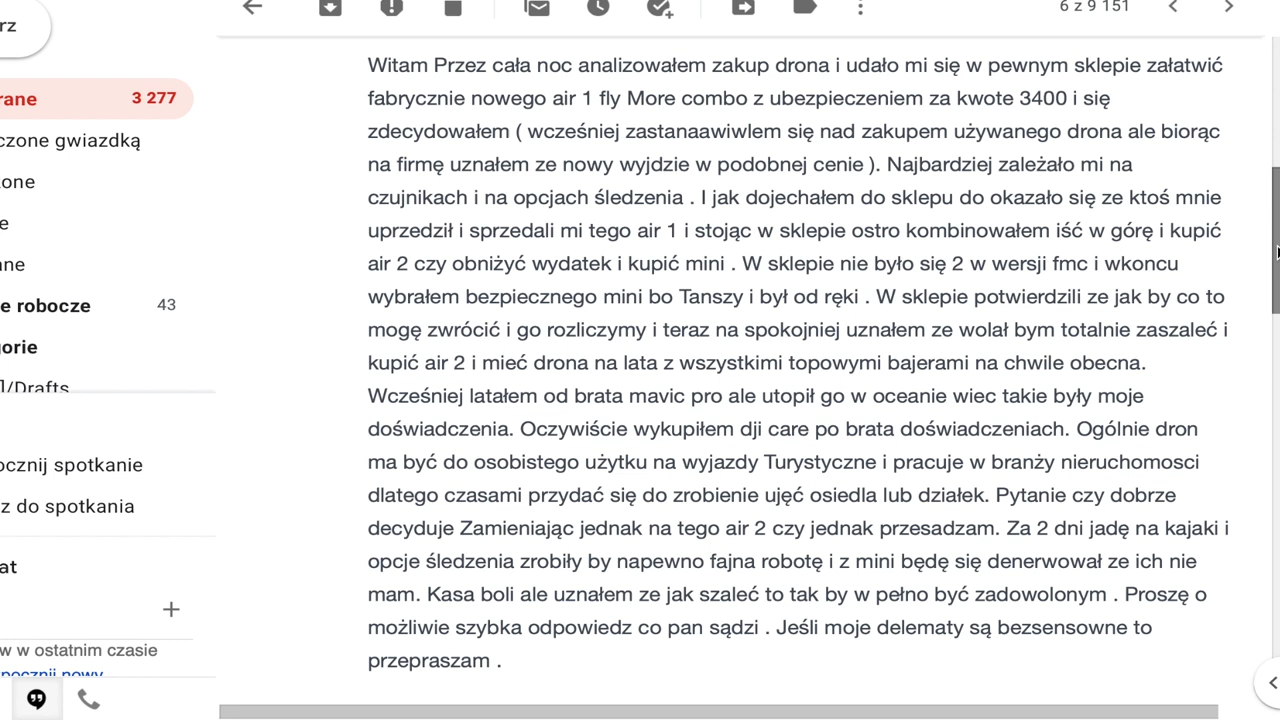 rz
6 z 9 151
rane 3 277
czone gwiazdką
one
e
ane
e robocze 43
orie
l]/Drafts
ocznij spotkanie
z do spotkania
at
w w ostatnim czasie
pocznij nowy
Witam Przez cała noc analizowałem zakup drona i udało mi się w pewnym sklepie załatwić
fabrycznie nowego air 1 fly More combo z ubezpieczeniem za kwote 3400 i się
zdecydowałem ( wcześniej zastanaawiwlem się nad zakupem używanego drona ale biorąc
na firmę uznałem ze nowy wyjdzie w podobnej cenie ). Najbardziej zależało mi na
czujnikach i na opcjach śledzenia . I jak dojechałem do sklepu do okazało się ze ktoś mnie
uprzedził i sprzedali mi tego air 1 i stojąc w sklepie ostro kombinowałem iść w górę i kupić
air 2 czy obniżyć wydatek i kupić mini . W sklepie nie było się 2 w wersji fmc i wkoncu
wybrałem bezpiecznego mini bo Tanszy i był od ręki . W sklepie potwierdzili ze jak by co to
mogę zwrócić i go rozliczymy i teraz na spokojniej uznałem ze wolał bym totalnie zaszaleć i
kupić air 2 i mieć drona na lata z wszystkimi topowymi bajerami na chwile obecna.
Wcześniej latałem od brata mavic pro ale utopił go w oceanie wiec takie były moje
doświadczenia. Oczywiście wykupiłem dji care po brata doświadczeniach. Ogólnie dron
ma być do osobistego użytku na wyjazdy Turystyczne i pracuje w branży nieruchomosci
dlatego czasami przydać się do zrobienie ujęć osiedla lub działek. Pytanie czy dobrze
decyduje Zamieniając jednak na tego air 2 czy jednak przesadzam. Za 2 dni jadę na kajaki i
opcje śledzenia zrobiły by napewno fajna robotę i z mini będę się denerwował ze ich nie
mam. Kasa boli ale uznałem ze jak szaleć to tak by w pełno być zadowolonym . Proszę o
możliwie szybka odpowiedz co pan sądzi . Jeśli moje delematy są bezsensowne to
przepraszam .